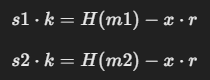 s1 · k = H(m1) − x · r
s2 · k = H(m2) − x · r